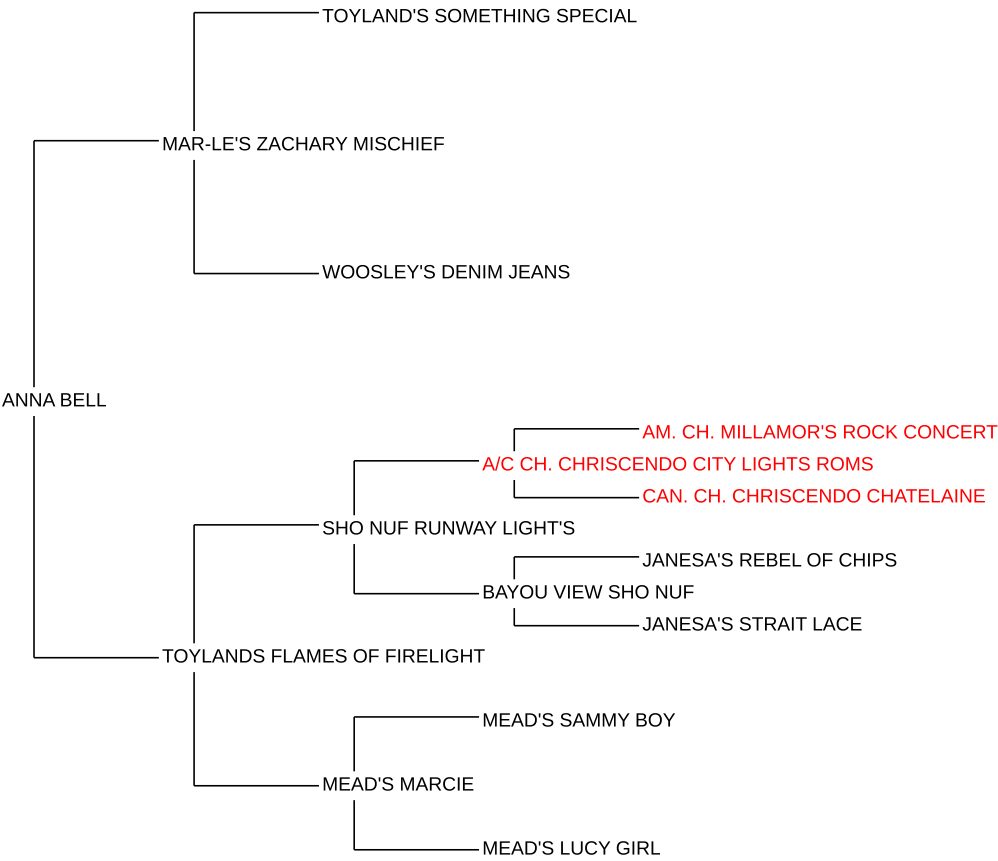 TOYLAND'S SOMETHING SPECIAL
MAR-LE'S ZACHARY MISCHIEF
WOOSLEY'S DENIM JEANS
ANNA BELL
AM. CH. MILLAMOR'S ROCK CONCERT
A/C CH. CHRISCENDO CITY LIGHTS ROMS
CAN. CH. CHRISCENDO CHATELAINE
SHO NUF RUNWAY LIGHT'S
JANESA'S REBEL OF CHIPS
BAYOU VIEW SHO NUF
JANESA'S STRAIT LACE
TOYLANDS FLAMES OF FIRELIGHT
MEAD'S SAMMY BOY
MEAD'S MARCIE
MEAD'S LUCY GIRL